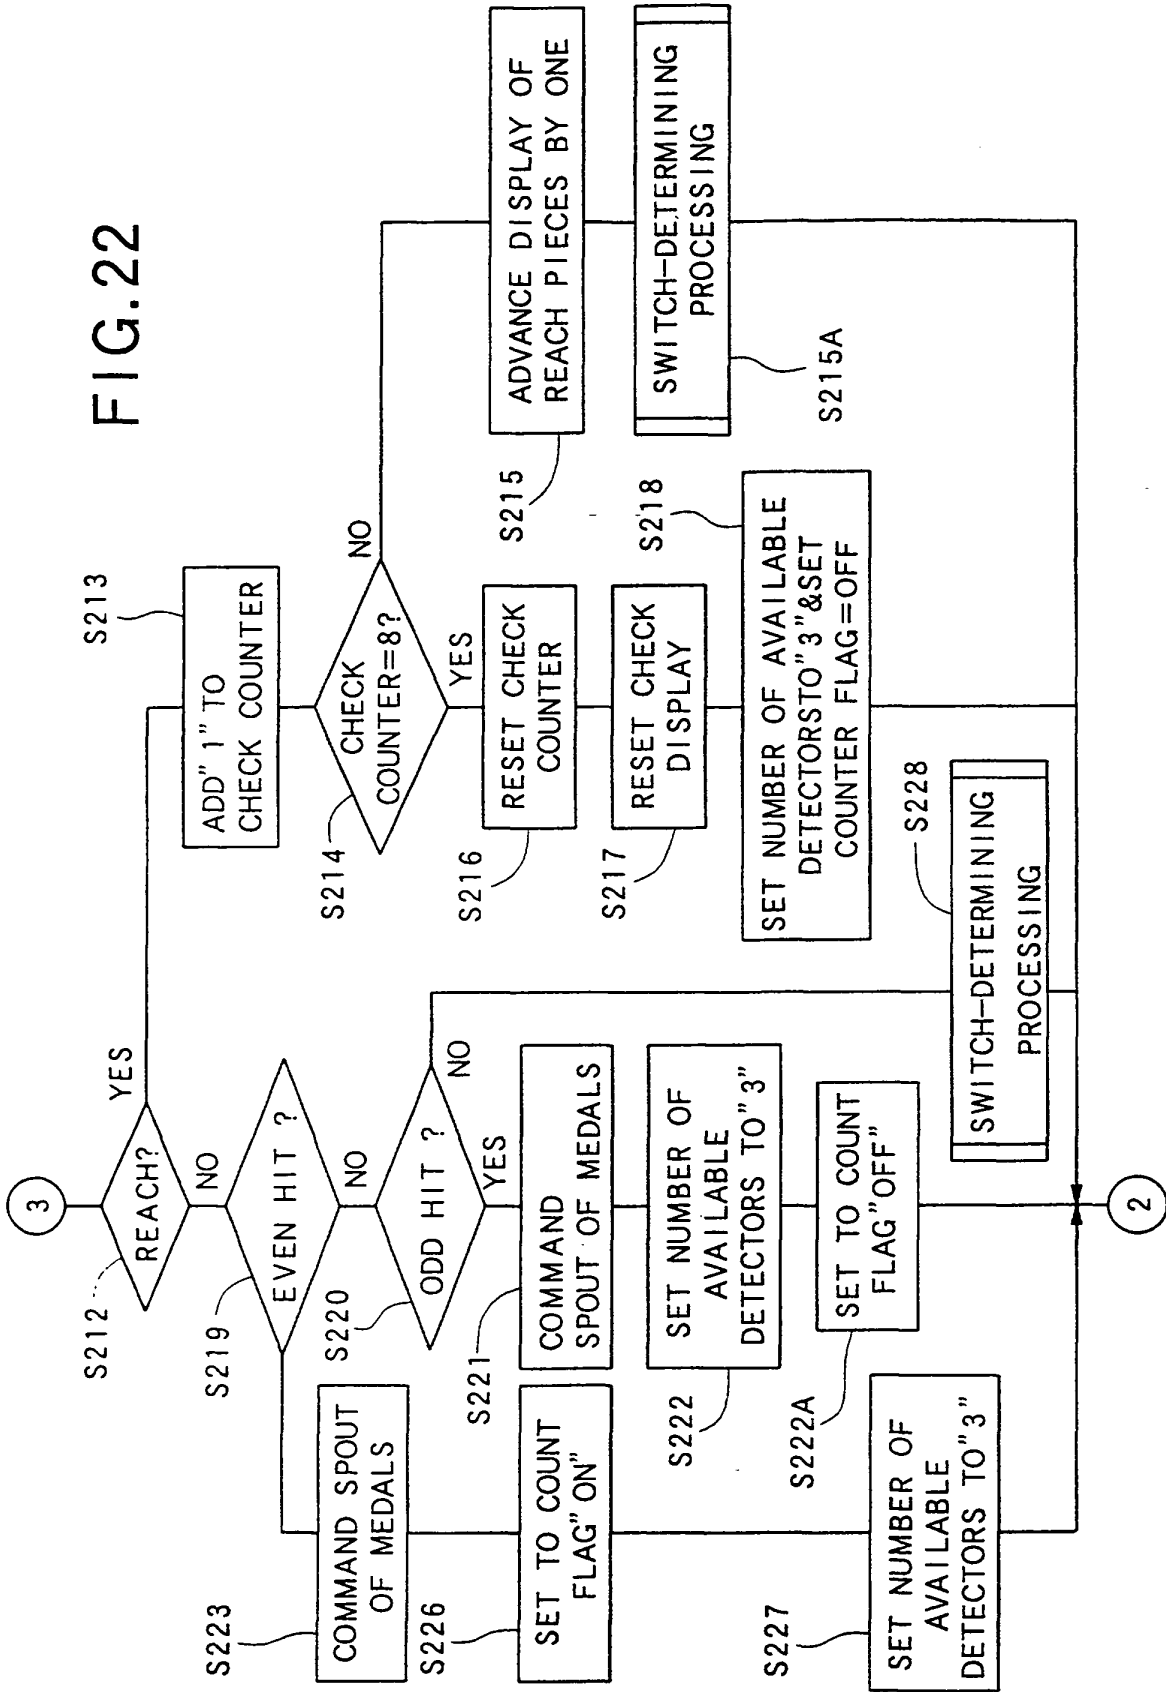 FIG.22
3
S212
REACH?
YES
NO
S213
ADD"1" TO
CHECK COUNTER
S214
CHECK
COUNTER=8?
NO
YES
S215
ADVANCE DISPLAY OF
REACH PIECES BY ONE
SWITCH-DETERMINING
PROCESSING
S215A
S216
RESET CHECK
COUNTER
S217
RESET CHECK
DISPLAY
S218
SET NUMBER OF AVAILABLE
DETECTORSTO"3"&SET
COUNTER FLAG=OFF
S219
EVEN HIT ?
NO
S220
ODD HIT ?
NO
YES
S221
COMMAND
SPOUT OF MEDALS
S222
SET NUMBER OF
AVAILABLE
DETECTORS TO"3"
S222A
SET TO COUNT
FLAG"OFF"
S223
COMMAND SPOUT
OF MEDALS
S226
SET TO COUNT
FLAG"ON"
S227
SET NUMBER OF
AVAILABLE
DETECTORS TO"3"
S228
SWITCH-DETERMINING
PROCESSING
2